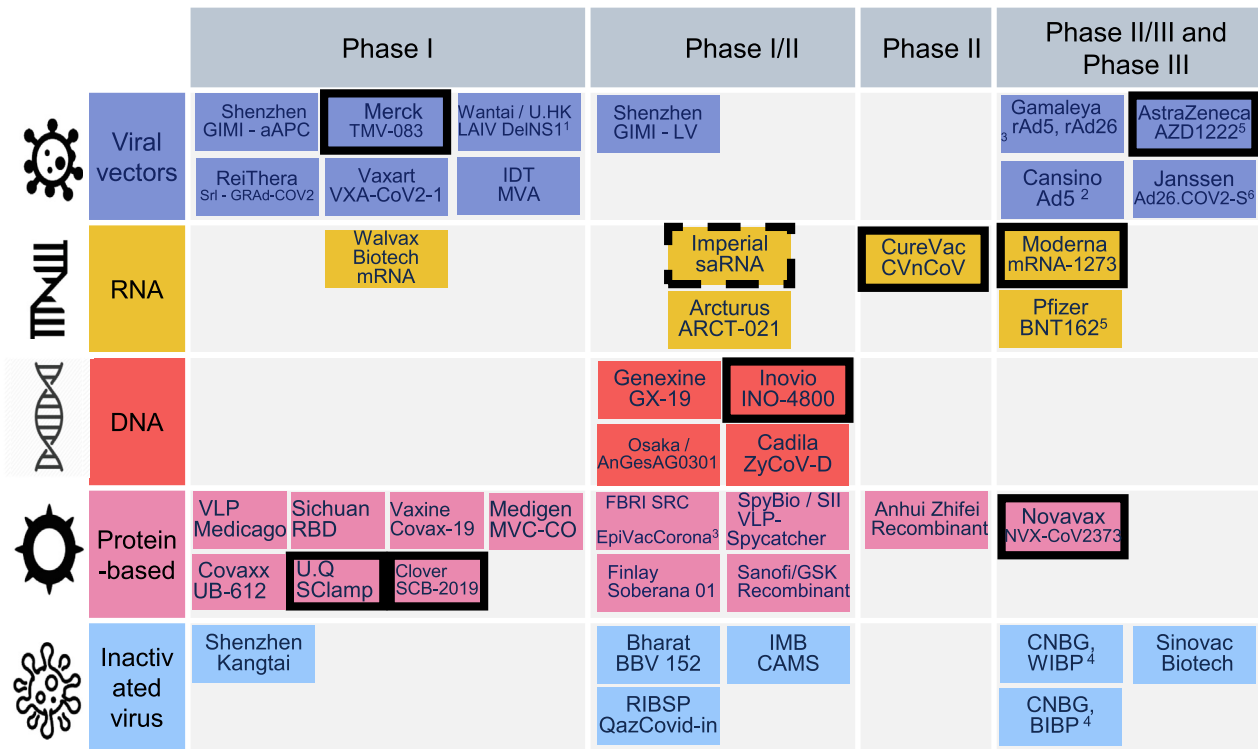 Phase I
Phase I/II
Phase II
Phase II/III and
Phase III
Viral
vectors
Shenzhen
GIMI - aAPC
Merck
TMV-083
Wantai / U.HK
LAIV DelNS1¹
ReiThera
Srl - GRAd-COV2
Vaxart
VXA-CoV2-1
IDT
MVA
Shenzhen
GIMI - LV
Gamaleya
₃ rAd5, rAd26
AstraZeneca
AZD1222⁵
Cansino
Ad5 ²
Janssen
Ad26.COV2-S⁶
RNA
Walvax
Biotech
mRNA
Imperial
saRNA
Arcturus
ARCT-021
CureVac
CVnCoV
Moderna
mRNA-1273
Pfizer
BNT162⁵
DNA
Genexine
GX-19
Inovio
INO-4800
Osaka /
AnGesAG0301
Cadila
ZyCoV-D
Protein
-based
VLP
Medicago
Sichuan
RBD
Vaxine
Covax-19
Medigen
MVC-CO
Covaxx
UB-612
U.Q
SClamp
Clover
SCB-2019
FBRI SRC
EpiVacCorona³
SpyBio / SII
VLP-
Spycatcher
Finlay
Soberana 01
Sanofi/GSK
Recombinant
Anhui Zhifei
Recombinant
Novavax
NVX-CoV2373
Inactiv
ated
virus
Shenzhen
Kangtai
Bharat
BBV 152
IMB
CAMS
RIBSP
QazCovid-in
CNBG,
WIBP ⁴
Sinovac
Biotech
CNBG,
BIBP ⁴